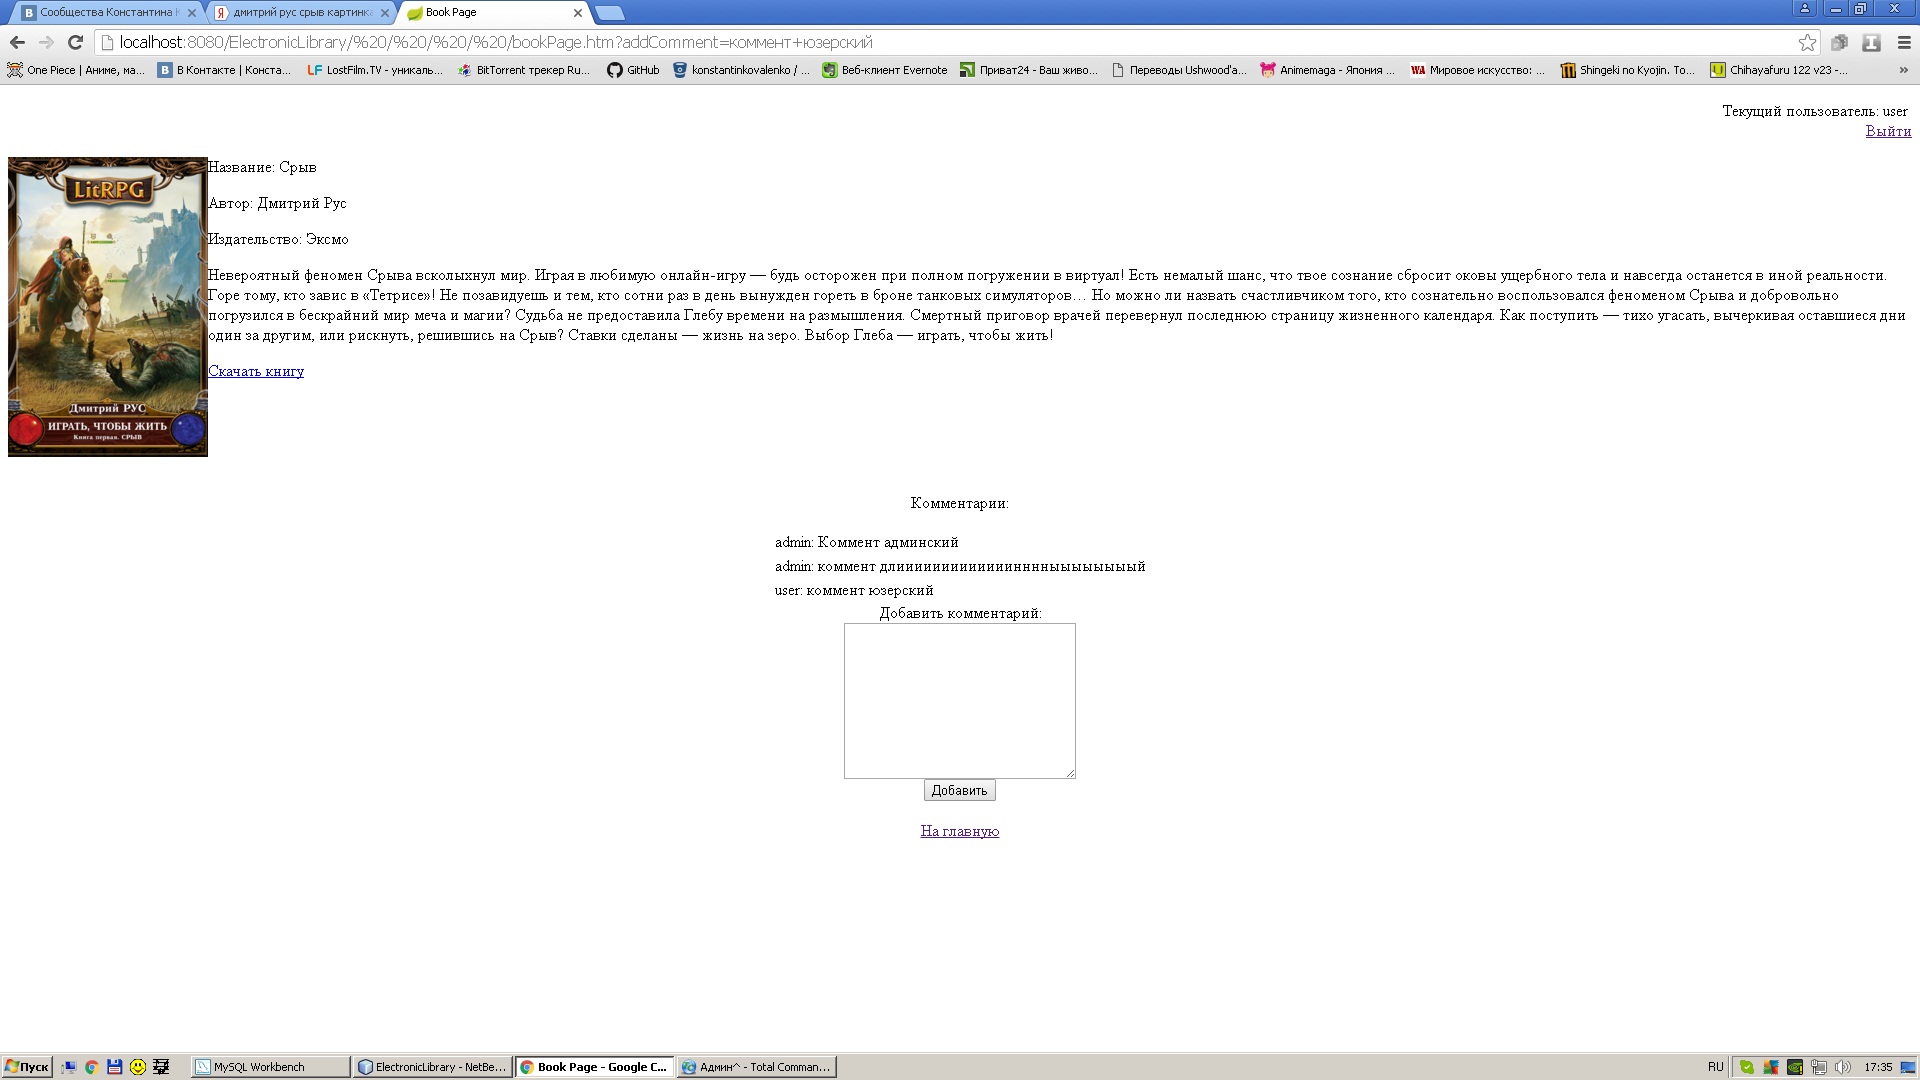 Сообщества Константина К
дмитрий рус срыв картинка
Book Page
localhost:8080/ElectronicLibrary/%20/%20/%20/%20/bookPage.htm?addComment=коммент+юзерский
One Piece | Аниме, ма...
В Контакте | Конста...
LostFilm.TV - уникаль...
BitTorrent трекер Ru...
GitHub
konstantinkovalenko / ...
Веб-клиент Evernote
Приват24 - Ваш живо...
Переводы Ushwood'а...
Animemaga - Япония ...
Мировое искусство: ...
Shingeki no Kyojin. To...
Chihayafuru 122 v23 -...
Текущий пользователь: user
Выйти
LitRPG
Дмитрий РУС
ИГРАТЬ, ЧТОБЫ ЖИТЬ
Книга первая. СРЫВ
Название: Срыв
Автор: Дмитрий Рус
Издательство: Эксмо
Невероятный феномен Срыва всколыхнул мир. Играя в любимую онлайн-игру — будь осторожен при полном погружении в виртуал! Есть немалый шанс, что твое сознание сбросит оковы ущербного тела и навсегда останется в иной реальности.
Горе тому, кто завис в «Тетрисе»! Не позавидуешь и тем, кто сотни раз в день вынужден гореть в броне танковых симуляторов… Но можно ли назвать счастливчиком того, кто сознательно воспользовался феноменом Срыва и добровольно
погрузился в бескрайний мир меча и магии? Судьба не предоставила Глебу времени на размышления. Смертный приговор врачей перевернул последнюю страницу жизненного календаря. Как поступить — тихо угасать, вычеркивая оставшиеся дни
один за другим, или рискнуть, решившись на Срыв? Ставки сделаны — жизнь на зеро. Выбор Глеба — играть, чтобы жить!
Скачать книгу
Комментарии:
admin: Коммент админский
admin: коммент длииииииииииииинннныыыыыыый
user: коммент юзерский
Добавить комментарий:
Добавить
На главную
Пуск
MySQL Workbench
ElectronicLibrary - NetBe...
Book Page - Google C...
Админ^ - Total Comman...
RU
17:35